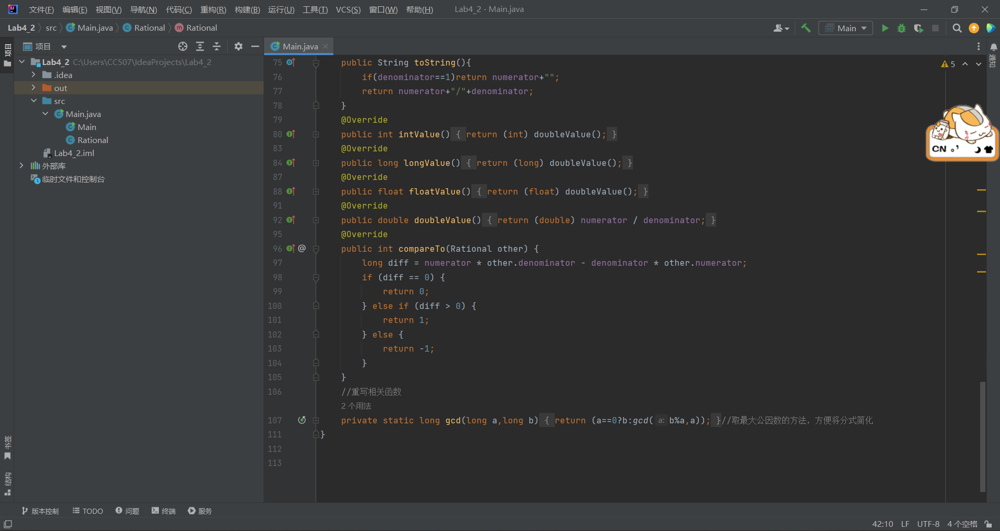 文件(F) 编辑(E) 视图(V) 导航(N) 代码(C) 重构(R) 构建(B) 运行(U) 工具(T) VCS(S) 窗口(W) 帮助(H) Lab4_2 - Main.java
Lab4_2 src Main.java Rational Rational Main
项目 Main.java
项目
Lab4_2 C:\Users\CC507\IdeaProjects\Lab4_2
.idea
out
src
Main.java
Main
Rational
Lab4_2.iml
外部库
临时文件和控制台
75 public String toString(){
76 if(denominator==1)return numerator+"";
77 return numerator+"/"+denominator;
78 }
79 @Override
80 public int intValue() { return (int) doubleValue(); }
83 @Override
84 public long longValue() { return (long) doubleValue(); }
87 @Override
88 public float floatValue() { return (float) doubleValue(); }
91 @Override
92 public double doubleValue() { return (double) numerator / denominator; }
95 @Override
96 @ public int compareTo(Rational other) {
97 long diff = numerator * other.denominator - denominator * other.numerator;
98 if (diff == 0) {
99 return 0;
100 } else if (diff > 0) {
101 return 1;
102 } else {
103 return -1;
104 }
105 }
106 //重写相关函数
2 个用法
107 private static long gcd(long a,long b) { return (a==0?b:gcd( a: b%a,a)); }//取最大公因数的方法，方便将分式简化
111 }
112
113
5
通知
CN 。’
书签
结构
版本控制 TODO 问题 终端 服务
42:10 LF UTF-8 4 个空格